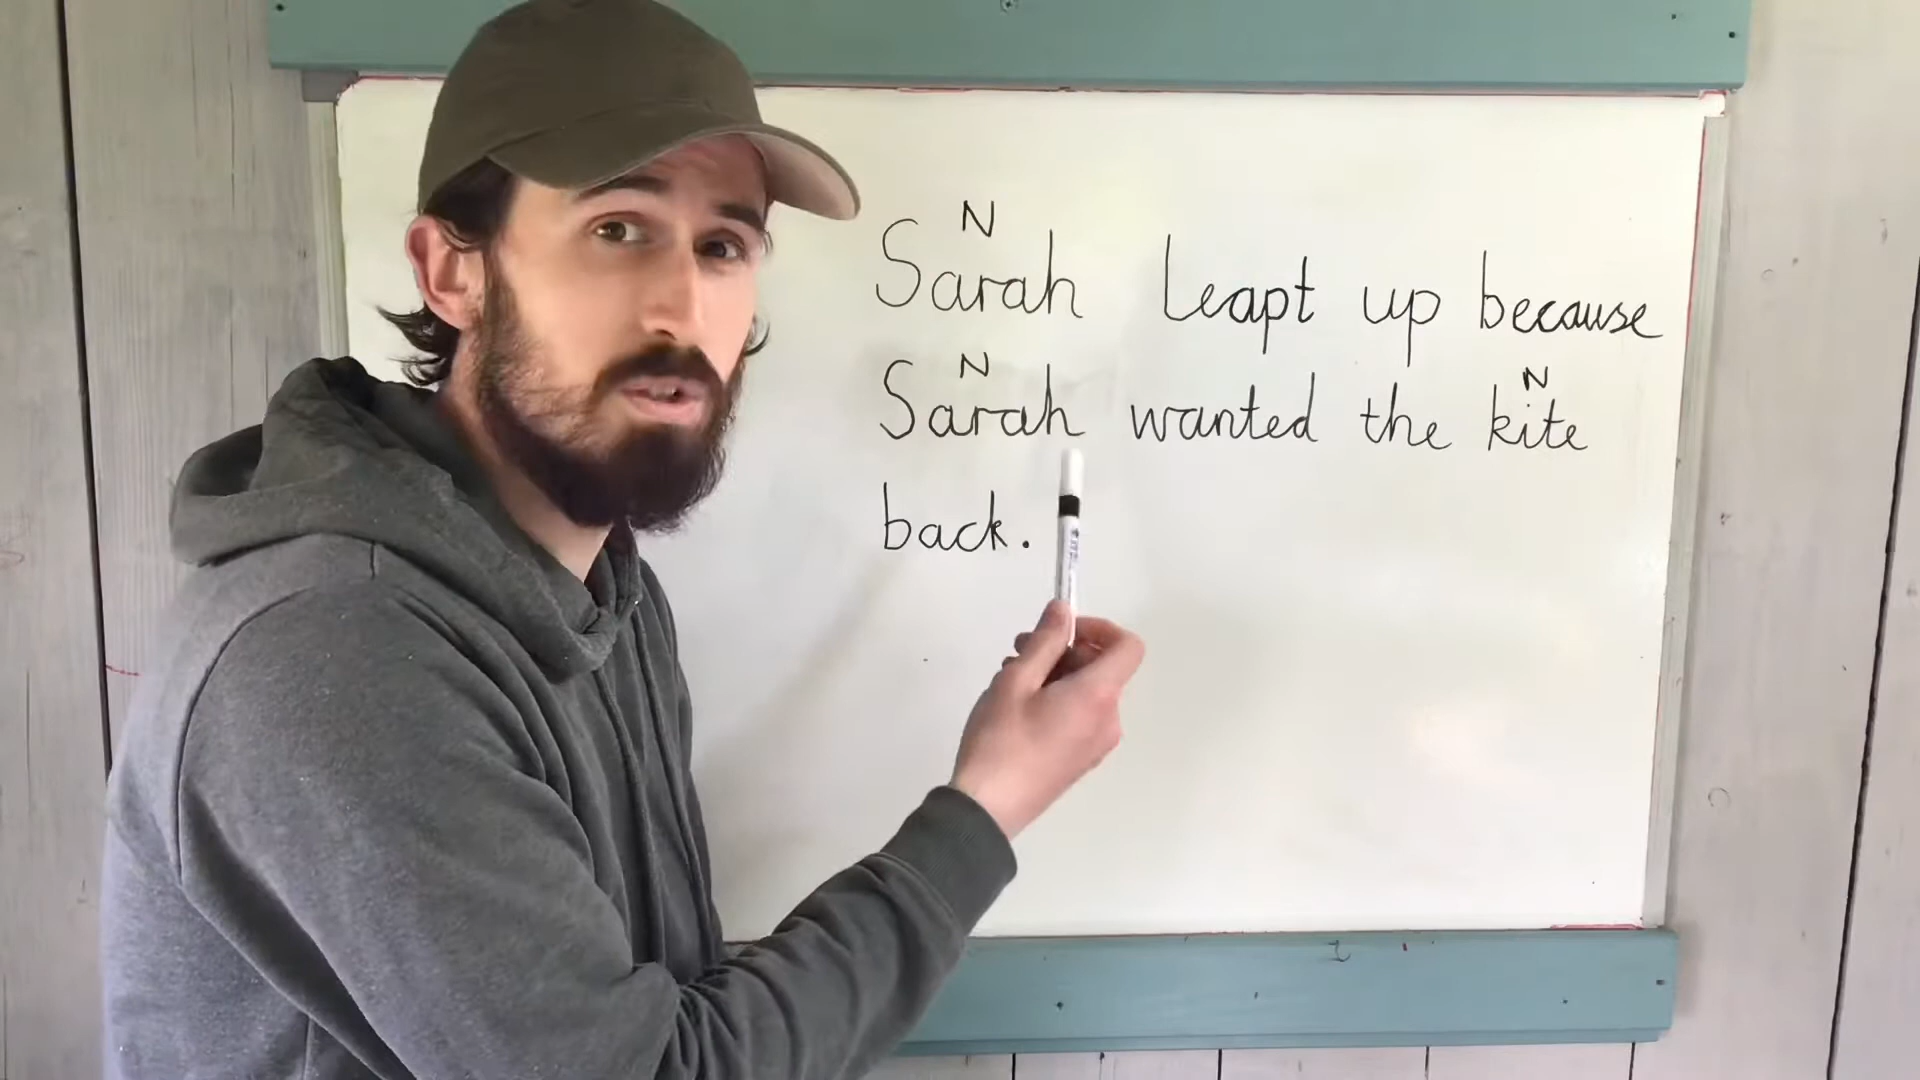 N
Sarah leapt up because
N N
Sarah wanted the kite
back.